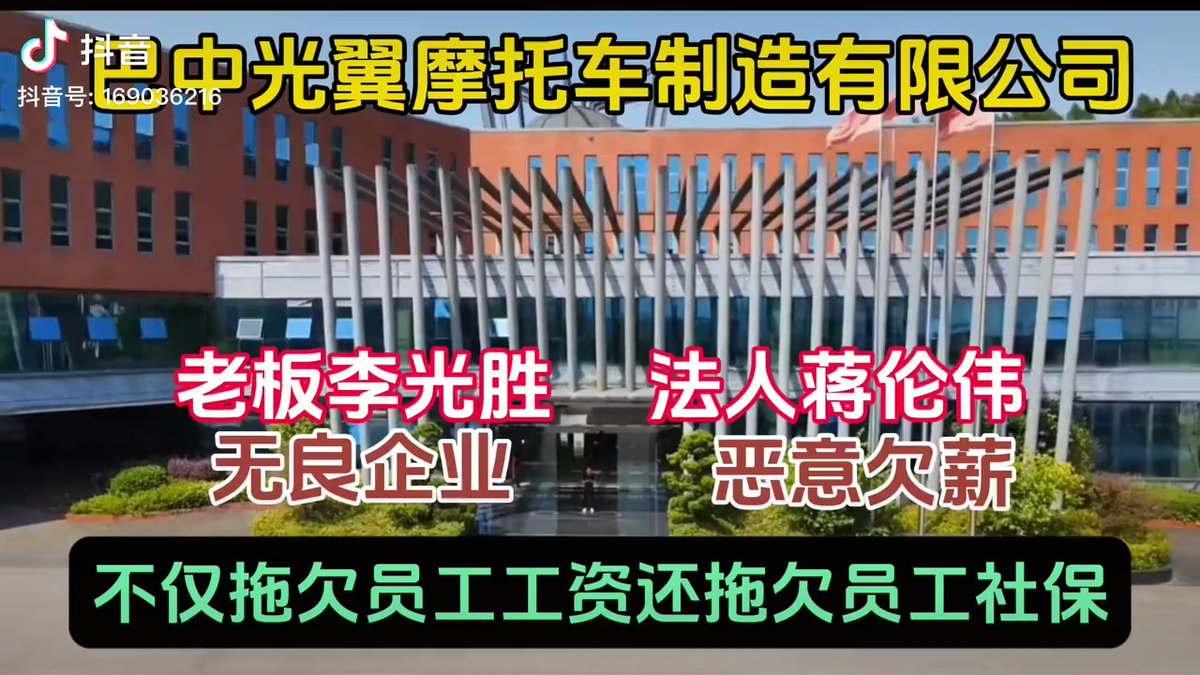 抖音
抖音号: 169036216
巴中光翼摩托车制造有限公司
老板李光胜 法人蒋伦伟
无良企业 恶意欠薪
不仅拖欠员工工资还拖欠员工社保